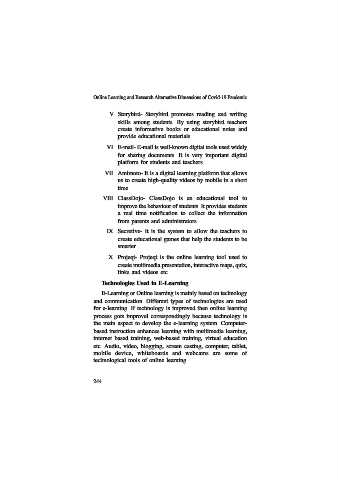 Online Learning and Research Alternative Dimensions of Covid-19 Pandemic
V Storybird- Storybird promotes reading and writing
skills among students. By using storybird teachers
create informative books or educational notes and
provide educational materials
VI E-mail- E-mail is well-known digital tools used widely
for sharing documents. It is very important digital
platform for students and teachers
VII Animoto- It is a digital learning platform that allows
us to create high-quality videos by mobile in a short
time
VIII ClassDojo- ClassDojo is an educational tool to
improve the behaviour of students. It provides students
a real time notification to collect the information
from parents and administrators
IX Socrative- it is the system to allow the teachers to
create educational games that help the students to be
smarter
X Projeqt- Projeqt is the online learning tool used to
create multimedia presentation, interactive maps, quix,
links and videos etc
Technologies Used in E-Learning
E-Learning or Online learning is mainly based on technology
and communication. Different types of technologies are used
for e-learning. If technology is improved then online learning
process gets improved correspondingly because technology is
the main aspect to develop the e-learning system. Computer-
based instruction enhances learning with multimedia learning,
internet based training, web-based training, virtual education
etc. Audio, video, blogging, screen casting, computer, tablet,
mobile device, whiteboards and webcams are some of
technological tools of online learning